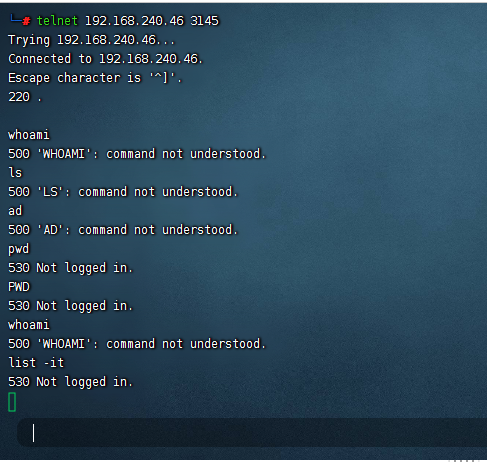 └─# telnet 192.168.240.46 3145
Trying 192.168.240.46...
Connected to 192.168.240.46.
Escape character is '^]'.
220 .
whoami
500 'WHOAMI': command not understood.
ls
500 'LS': command not understood.
ad
500 'AD': command not understood.
pwd
530 Not logged in.
PWD
530 Not logged in.
whoami
500 'WHOAMI': command not understood.
list -it
530 Not logged in.